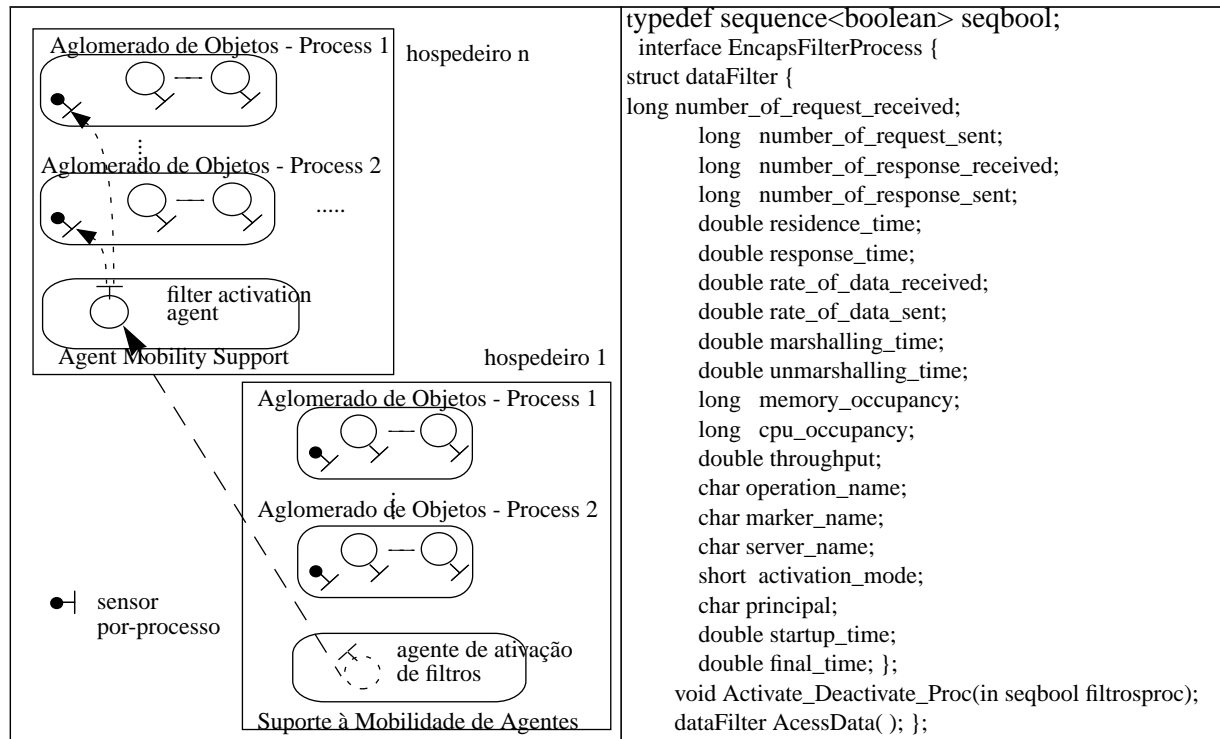 Aglomerado de Objetos - Process 1
hospedeiro n
Aglomerado de Objetos - Process 2
.....
filter activation
agent
Agent Mobility Support
hospedeiro 1
Aglomerado de Objetos - Process 1
Aglomerado de Objetos - Process 2
sensor
por-processo
agente de ativação
de filtros
Suporte à Mobilidade de Agentes
typedef sequence<boolean> seqbool;
interface EncapsFilterProcess {
struct dataFilter {
long number_of_request_received;
long number_of_request_sent;
long number_of_response_received;
long number_of_response_sent;
double residence_time;
double response_time;
double rate_of_data_received;
double rate_of_data_sent;
double marshalling_time;
double unmarshalling_time;
long memory_occupancy;
long cpu_occupancy;
double throughput;
char operation_name;
char marker_name;
char server_name;
short activation_mode;
char principal;
double startup_time;
double final_time; };
void Activate_Deactivate_Proc(in seqbool filtrosproc);
dataFilter AcessData( ); };